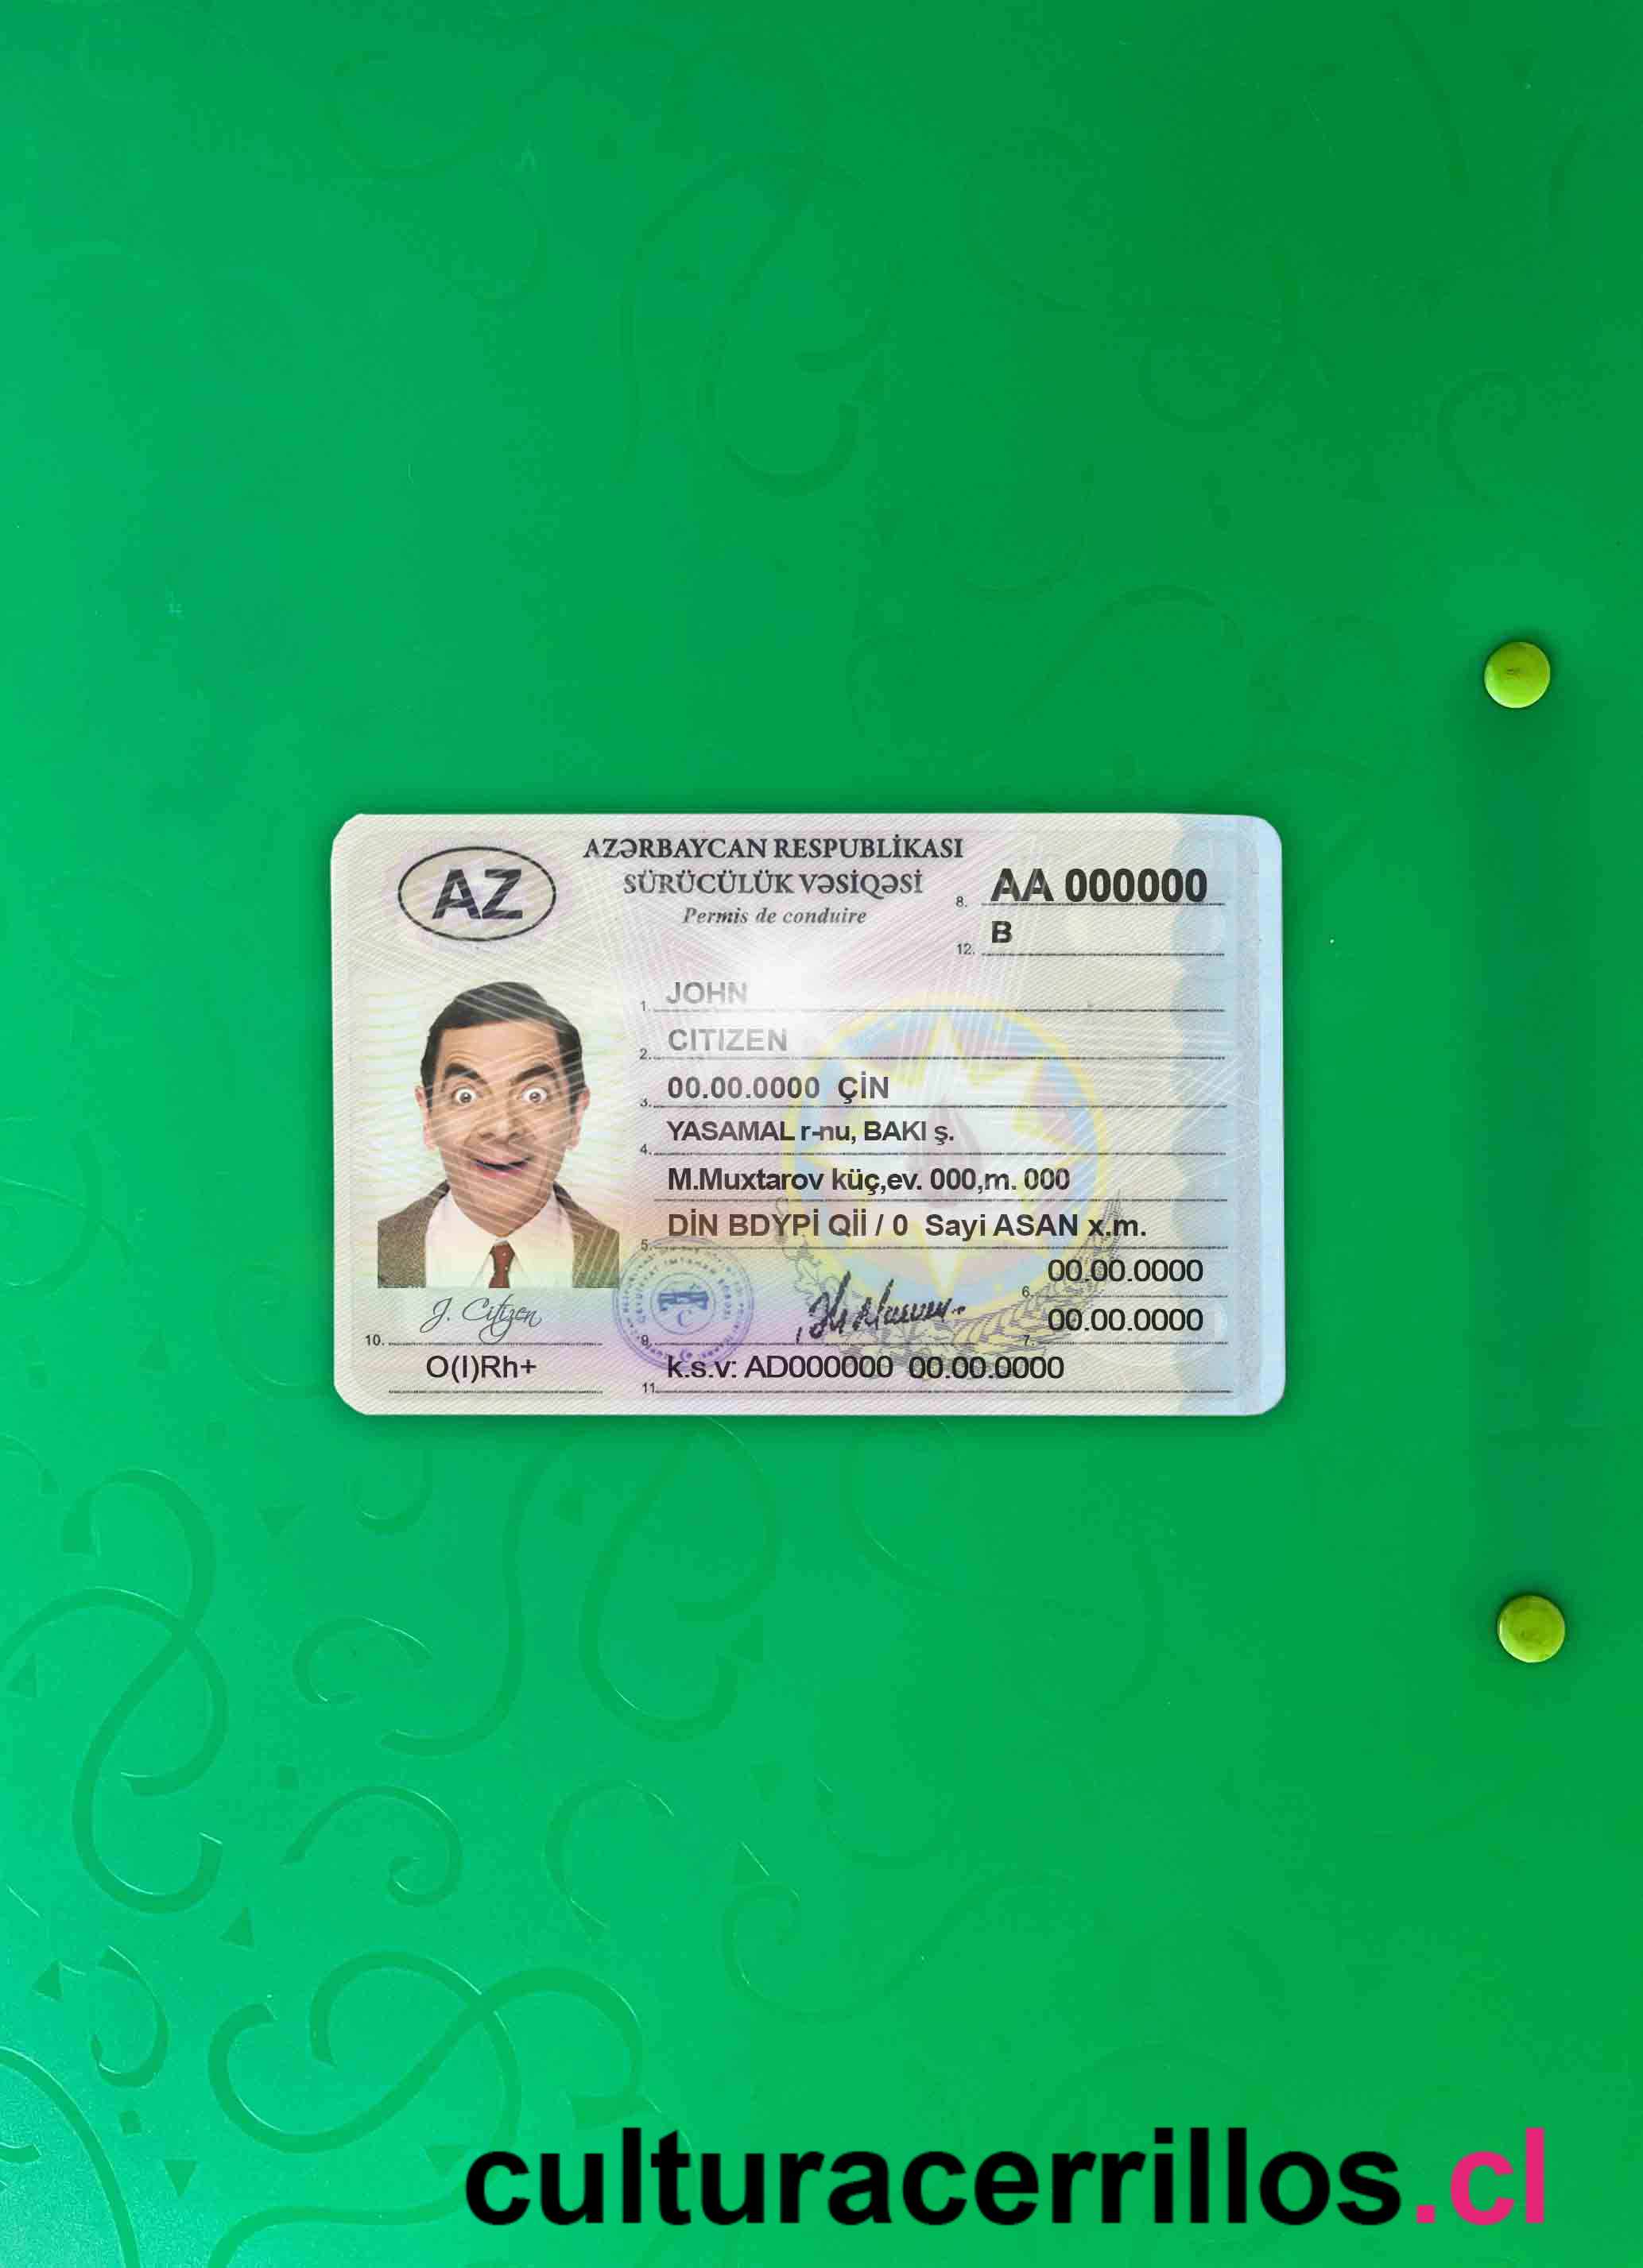 AZ
AZƏRBAYCAN RESPUBLİKASI
SÜRÜCÜLÜK VƏSİQƏSİ
Permis de conduire
8. AA 000000
12. B
1. JOHN
2. CITIZEN
3. 00.00.0000 ÇİN
4. YASAMAL r-nu, BAKI ş.
M.Muxtarov küç,ev. 000,m. 000
5. DİN BDYPİ Qİİ / 0 Sayi ASAN x.m.
6. 00.00.0000
7. 00.00.0000
J. Citizen
10.
9.
O(I)Rh+
11. k.s.v: AD000000 00.00.0000
culturacerrillos.cl